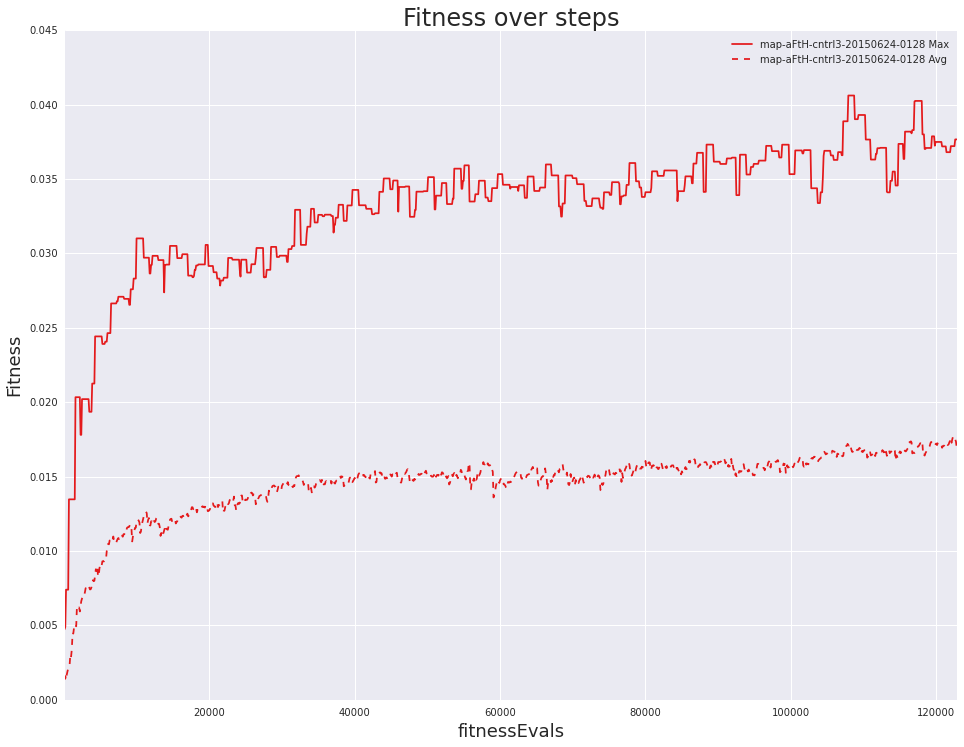 Fitness over steps
map-aFtH-cntrl3-20150624-0128 Max
map-aFtH-cntrl3-20150624-0128 Avg
Fitness
0.045
0.040
0.035
0.030
0.025
0.020
0.015
0.010
0.005
0.000
20000 40000 60000 80000 100000 120000
fitnessEvals